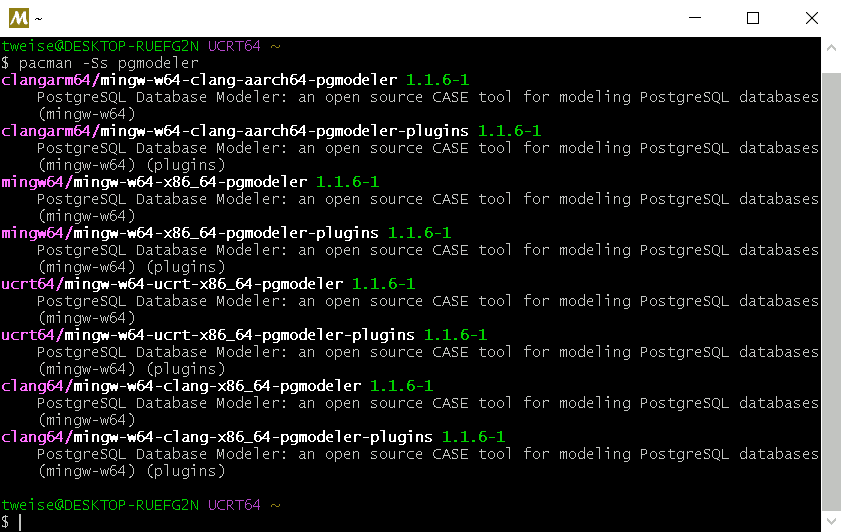 M ~
tweise@DESKTOP-RUEFG2N UCRT64 ~
$ pacman -Ss pgmodeler
clangarm64/mingw-w64-clang-aarch64-pgmodeler 1.1.6-1
    PostgreSQL Database Modeler: an open source CASE tool for modeling PostgreSQL databases
    (mingw-w64)
clangarm64/mingw-w64-clang-aarch64-pgmodeler-plugins 1.1.6-1
    PostgreSQL Database Modeler: an open source CASE tool for modeling PostgreSQL databases
    (mingw-w64) (plugins)
mingw64/mingw-w64-x86_64-pgmodeler 1.1.6-1
    PostgreSQL Database Modeler: an open source CASE tool for modeling PostgreSQL databases
    (mingw-w64)
mingw64/mingw-w64-x86_64-pgmodeler-plugins 1.1.6-1
    PostgreSQL Database Modeler: an open source CASE tool for modeling PostgreSQL databases
    (mingw-w64) (plugins)
ucrt64/mingw-w64-ucrt-x86_64-pgmodeler 1.1.6-1
    PostgreSQL Database Modeler: an open source CASE tool for modeling PostgreSQL databases
    (mingw-w64)
ucrt64/mingw-w64-ucrt-x86_64-pgmodeler-plugins 1.1.6-1
    PostgreSQL Database Modeler: an open source CASE tool for modeling PostgreSQL databases
    (mingw-w64) (plugins)
clang64/mingw-w64-clang-x86_64-pgmodeler 1.1.6-1
    PostgreSQL Database Modeler: an open source CASE tool for modeling PostgreSQL databases
    (mingw-w64)
clang64/mingw-w64-clang-x86_64-pgmodeler-plugins 1.1.6-1
    PostgreSQL Database Modeler: an open source CASE tool for modeling PostgreSQL databases
    (mingw-w64) (plugins)
tweise@DESKTOP-RUEFG2N UCRT64 ~
$